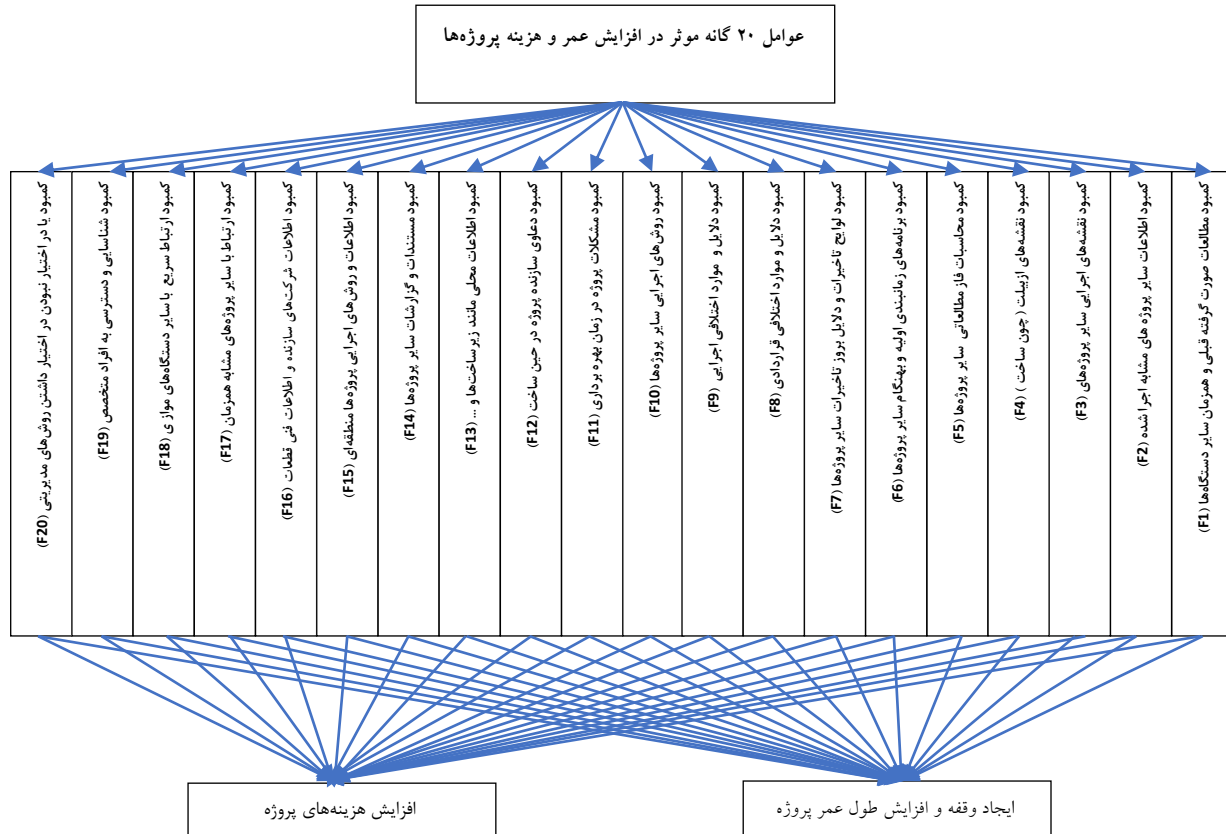 عوامل ۲۰ گانه موثر در افزایش عمر و هزینه پروژه‌ها
کمبود مطالعات صورت گرفته قبلی و همزمان سایر دستگاه‌ها (F1)
کمبود اطلاعات سایر پروژه های مشابه اجرا شده (F2)
کمبود نقشه‌های اجرایی سایر پروژه‌های (F3)
کمبود نقشه‌های ازبیلت ( چون ساخت ) (F4)
کمبود محاسبات فاز مطالعاتی سایر پروژه‌ها (F5)
کمبود برنامه‌های زمانبندی اولیه و بهنگام سایر پروژه‌ها (F6)
کمبود لوایح تاخیرات و دلایل بروز تاخیرات سایر پروژه‌ها (F7)
کمبود دلایل و موارد اختلافی قراردادی (F8)
کمبود دلایل و موارد اختلافی اجرایی (F9)
کمبود روش‌های اجرایی سایر پروژه‌ها (F10)
کمبود مشکلات پروژه در زمان بهره برداری (F11)
کمبود دعاوی سازنده پروژه در حین ساخت (F12)
کمبود اطلاعات محلی مانند زیرساخت‌ها و ... (F13)
کمبود مستندات و گزارشات سایر پروژه‌ها (F14)
کمبود اطلاعات و روش‌های اجرایی پروژه‌ها منطقه‌ای (F15)
کمبود اطلاعات شرکت‌های سازنده و اطلاعات فنی قطعات (F16)
کمبود ارتباط با سایر پروژه‌های مشابه همزمان (F17)
کمبود ارتباط سریع با سایر دستگاه‌های موازی (F18)
کمبود شناسایی و دسترسی به افراد متخصص (F19)
کمبود یا در اختیار نبودن در اختیار داشتن روش‌های مدیریتی (F20)
ایجاد وقفه و افزایش طول عمر پروژه
افزایش هزینه‌های پروژه